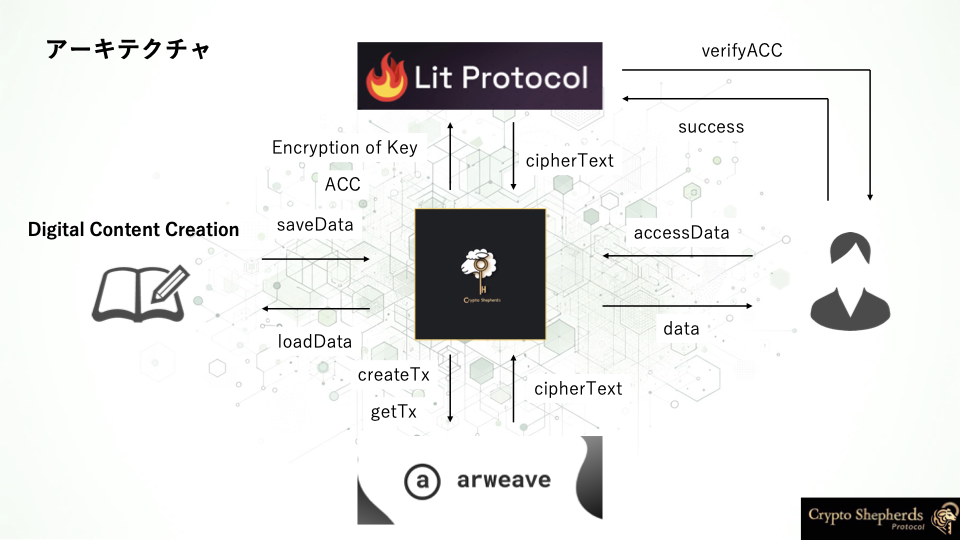 アーキテクチャ
Lit Protocol
verifyACC
success
Encryption of Key
ACC
cipherText
Digital Content Creation
saveData
accessData
Crypto Shepherds
loadData
data
createTx
getTx
cipherText
a arweave
Crypto Shepherds
Protocol